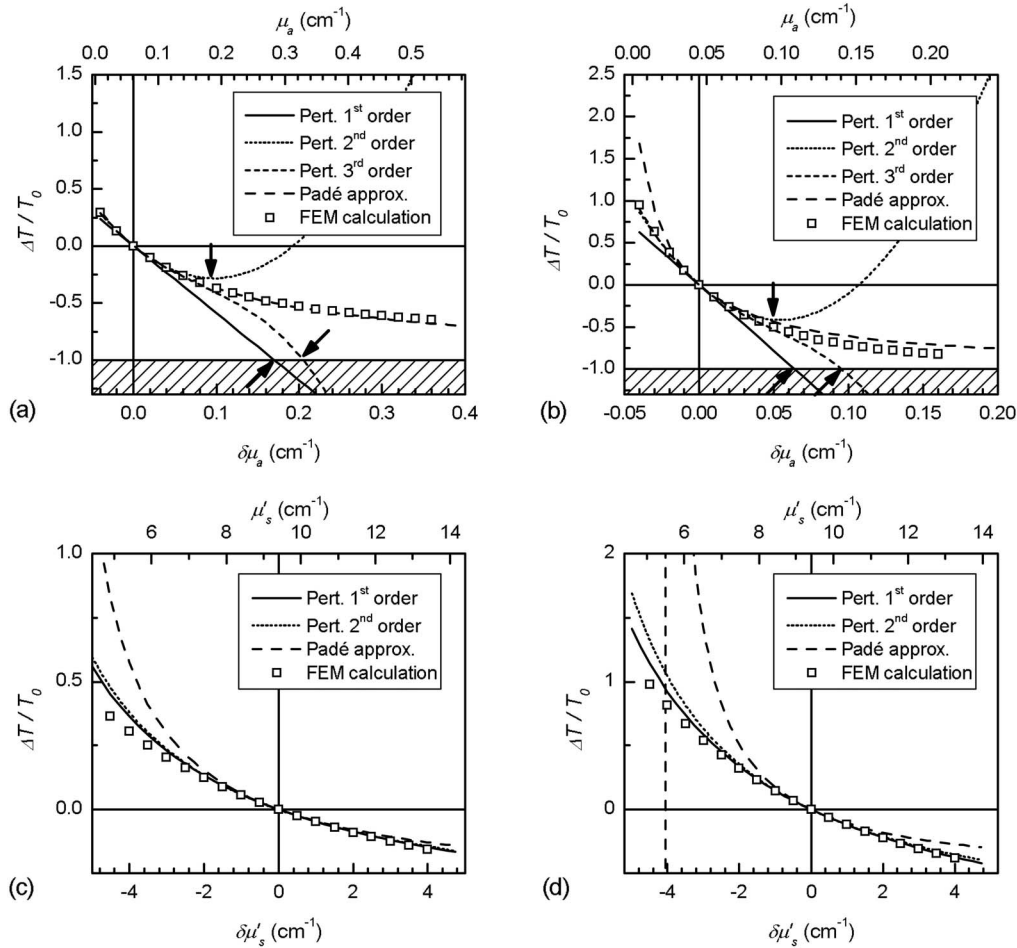 μa (cm-1)
0.0 0.1 0.2 0.3 0.4 0.5
1.5
1.0
0.5
0.0
-0.5
-1.0
ΔT / T0
Pert. 1st order
Pert. 2nd order
Pert. 3rd order
Padé approx.
FEM calculation
(a)
0.0 0.1 0.2 0.3 0.4
δμa (cm-1)
μa (cm-1)
0.00 0.05 0.10 0.15 0.20
2.5
2.0
1.5
1.0
0.5
0.0
-0.5
-1.0
ΔT / T0
Pert. 1st order
Pert. 2nd order
Pert. 3rd order
Padé approx.
FEM calculation
(b)
-0.05 0.00 0.05 0.10 0.15 0.20
δμa (cm-1)
μ's (cm-1)
6 8 10 12 14
1.0
0.5
0.0
ΔT / T0
Pert. 1st order
Pert. 2nd order
Padé approx.
FEM calculation
(c)
-4 -2 0 2 4
δμ's (cm-1)
μ's (cm-1)
6 8 10 12 14
2
1
0
ΔT / T0
Pert. 1st order
Pert. 2nd order
Padé approx.
FEM calculation
(d)
-4 -2 0 2 4
δμ's (cm-1)